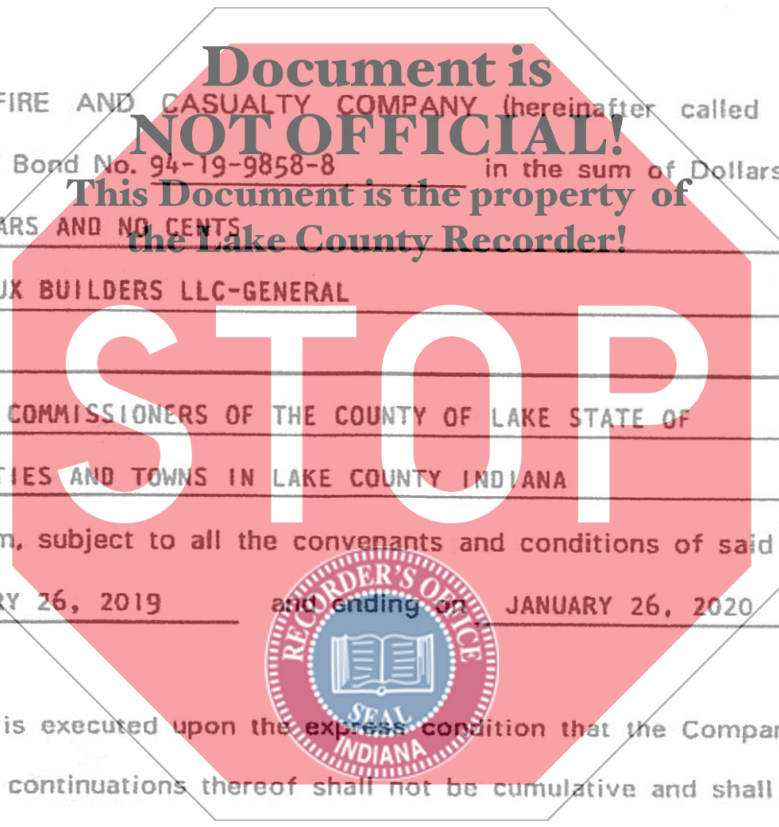 Document is
FIRE AND CASUALTY COMPANY (hereinafter called
NOT OFFICIAL!
Bond No. 94-19-9858-8 in the sum of Dollars
This Document is the property of
ARS AND NO CENTS
the Lake County Recorder!
UX BUILDERS LLC-GENERAL
STOP
COMMISSIONERS OF THE COUNTY OF LAKE STATE OF
TIES AND TOWNS IN LAKE COUNTY INDIANA
m, subject to all the convenants and conditions of said
RY 26, 2019 and ending on JANUARY 26, 2020
RECORDER'S OFFICE
SEAL
INDIANA
is executed upon the express condition that the Compan
continuations thereof shall not be cumulative and shall